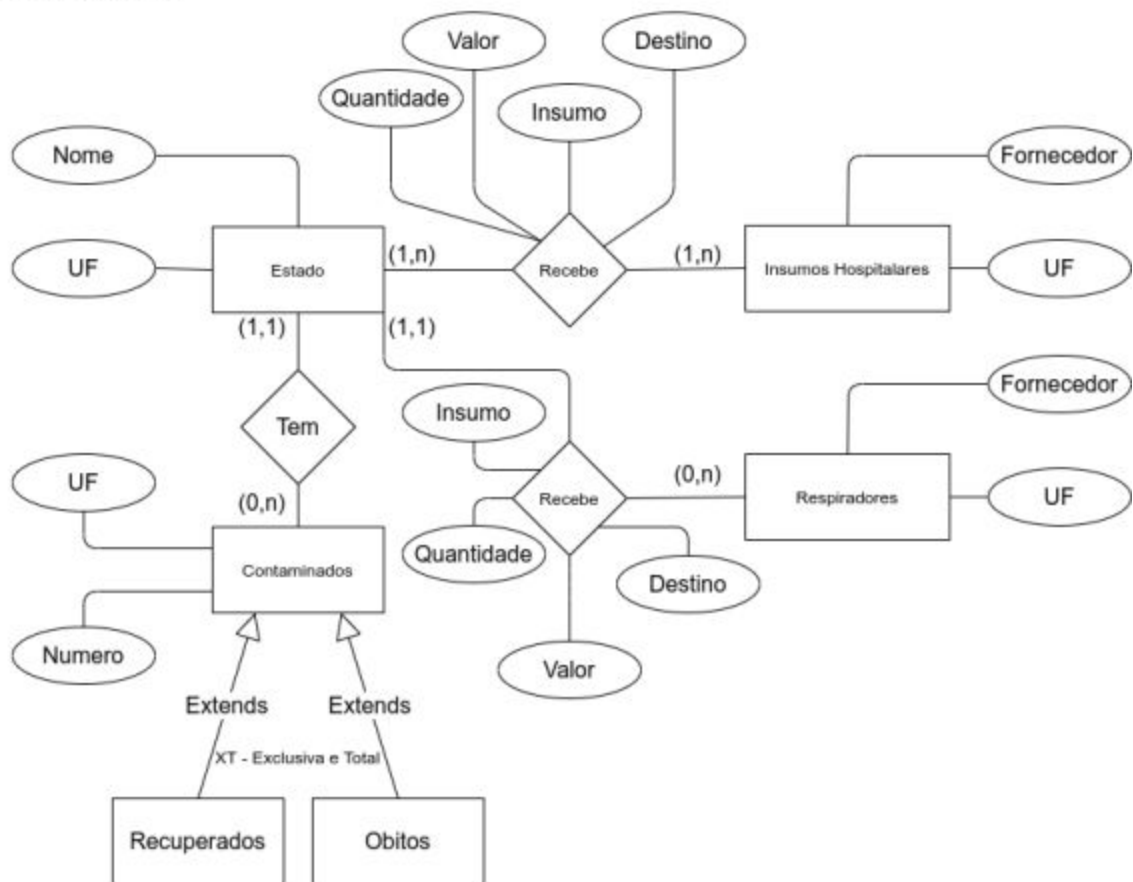 Valor
Destino
Quantidade
Insumo
Nome
Fornecedor
UF
Estado
(1,n)
Recebe
(1,n)
Insumos Hospitalares
UF
(1,1)
(1,1)
Fornecedor
Insumo
Tem
UF
(0,n)
Recebe
(0,n)
Respiradores
UF
Quantidade
Contaminados
Destino
Numero
Valor
Extends
Extends
XT - Exclusiva e Total
Recuperados
Obitos